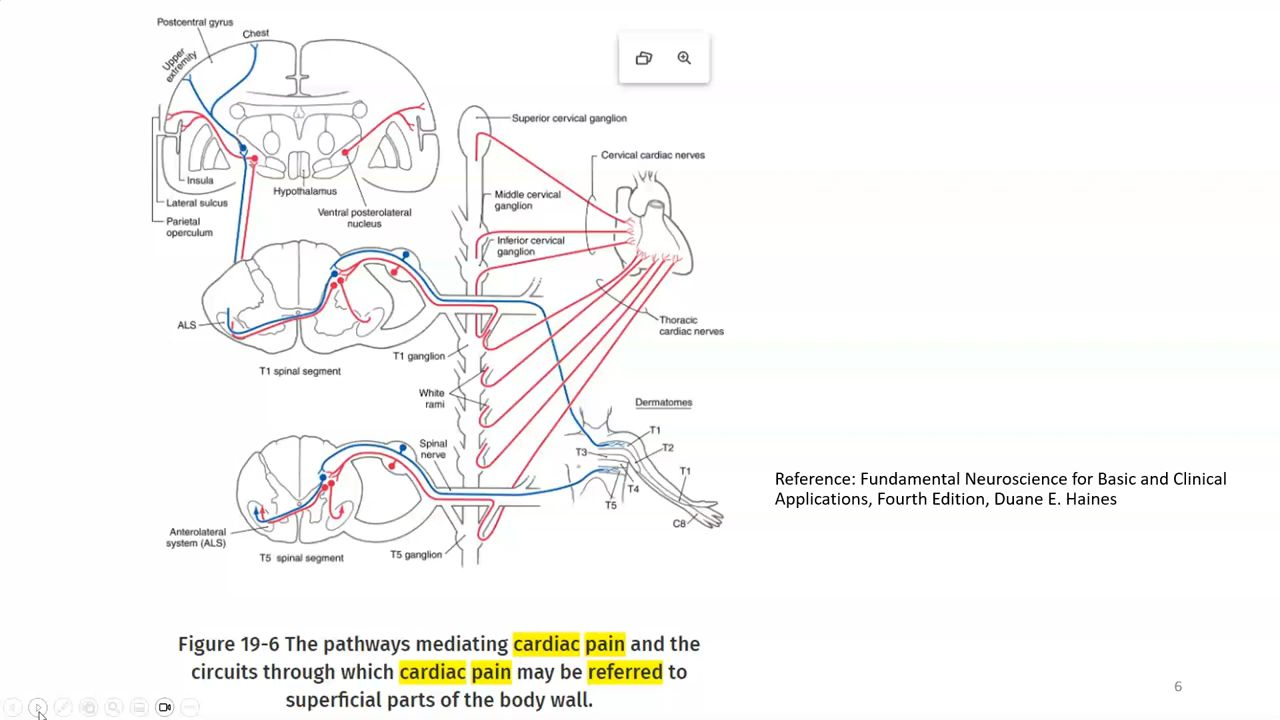 Postcentral gyrus
Chest
Upper
extremity
Superior cervical ganglion
Cervical cardiac nerves
Insula
Hypothalamus
Lateral sulcus
Middle cervical
ganglion
Ventral posterolateral
nucleus
Parietal
operculum
Inferior cervical
ganglion
ALS
Thoracic
cardiac nerves
T1 ganglion
T1 spinal segment
White
rami
Dermatomes
T1
T2
Spinal
nerve
T3
T1
T4
T5
C8
Reference: Fundamental Neuroscience for Basic and Clinical
Applications, Fourth Edition, Duane E. Haines
Anterolateral
system (ALS)
T5 spinal segment
T5 ganglion
Figure 19-6 The pathways mediating cardiac pain and the
circuits through which cardiac pain may be referred to
superficial parts of the body wall.
6